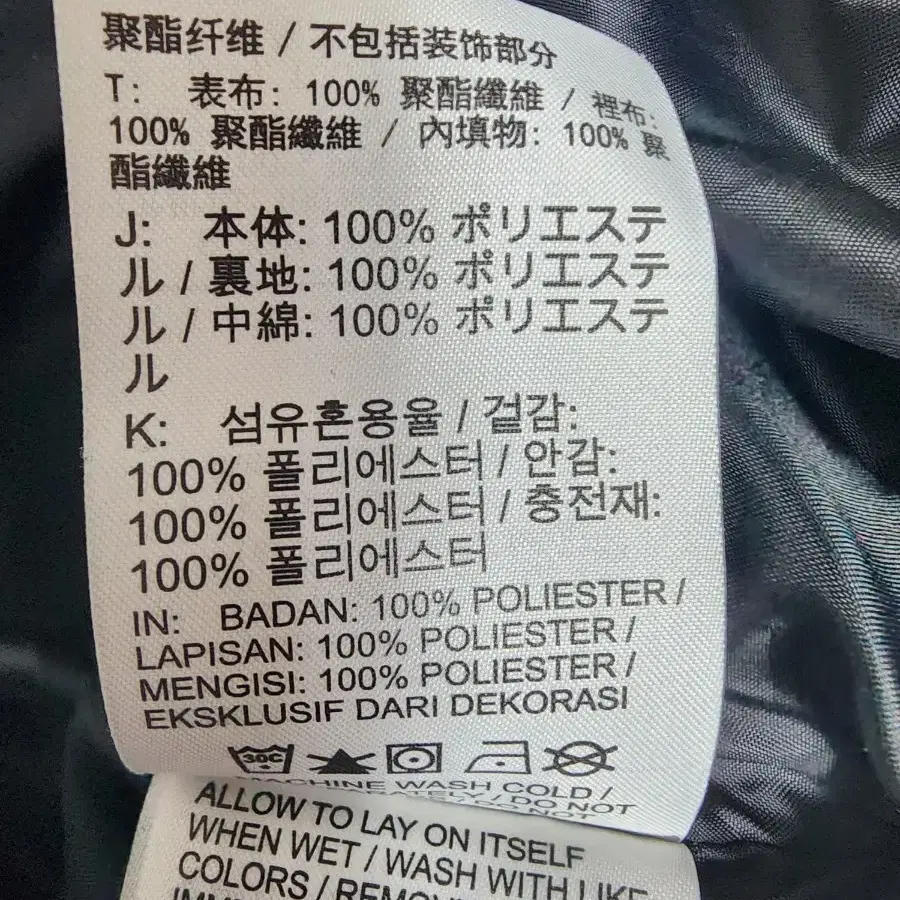 聚酯纤维 / 不包括装饰部分
T: 表布: 100% 聚酯纖維 / 裡布:
100% 聚酯纖維 / 內填物: 100% 聚
酯纖維
J: 本体: 100% ポリエステ
ル / 裏地: 100% ポリエステ
ル / 中綿: 100% ポリエステ
ル
K: 섬유혼용율 / 겉감:
100% 폴리에스터 / 안감:
100% 폴리에스터 / 충전재:
100% 폴리에스터
IN: BADAN: 100% POLIESTER /
LAPISAN: 100% POLIESTER /
MENGISI: 100% POLIESTER /
EKSKLUSIF DARI DEKORASI
30C
MACHINE WASH COLD /
DO NOT
ALLOW TO LAY ON ITSELF
WHEN WET / WASH WITH LIKE
COLORS /